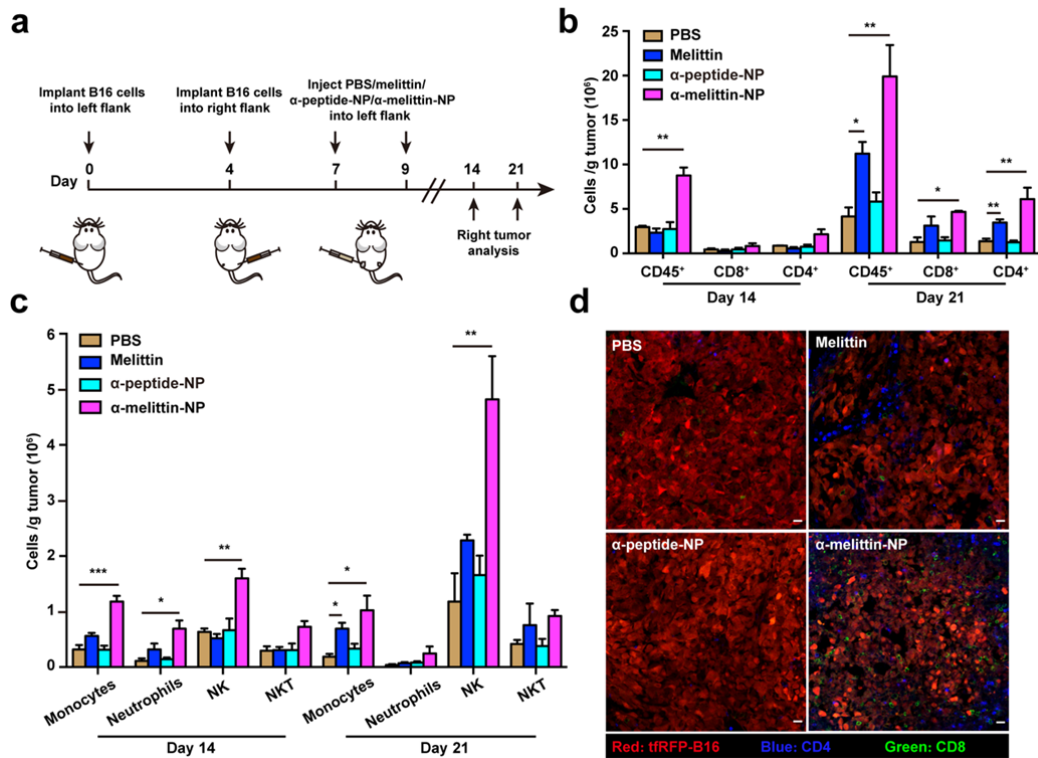 a
Implant B16 cells
into left flank
Implant B16 cells
into right flank
Inject PBS/melittin/
α-peptide-NP/α-melittin-NP
into left flank
Day
0
4
7
9
14
21
Right tumor
analysis
b
PBS
Melittin
α-peptide-NP
α-melittin-NP
Cells /g tumor (10⁶)
25
20
15
10
5
0
**
*
**
*
**
**
CD45⁺
CD8⁺
CD4⁺
CD45⁺
CD8⁺
CD4⁺
Day 14
Day 21
c
PBS
Melittin
α-peptide-NP
α-melittin-NP
Cells /g tumor (10⁶)
6
5
4
3
2
1
0
***
*
**
*
*
**
Monocytes
Neutrophils
NK
NKT
Monocytes
Neutrophils
NK
NKT
Day 14
Day 21
d
PBS
Melittin
α-peptide-NP
α-melittin-NP
Red: tfRFP-B16 Blue: CD4 Green: CD8